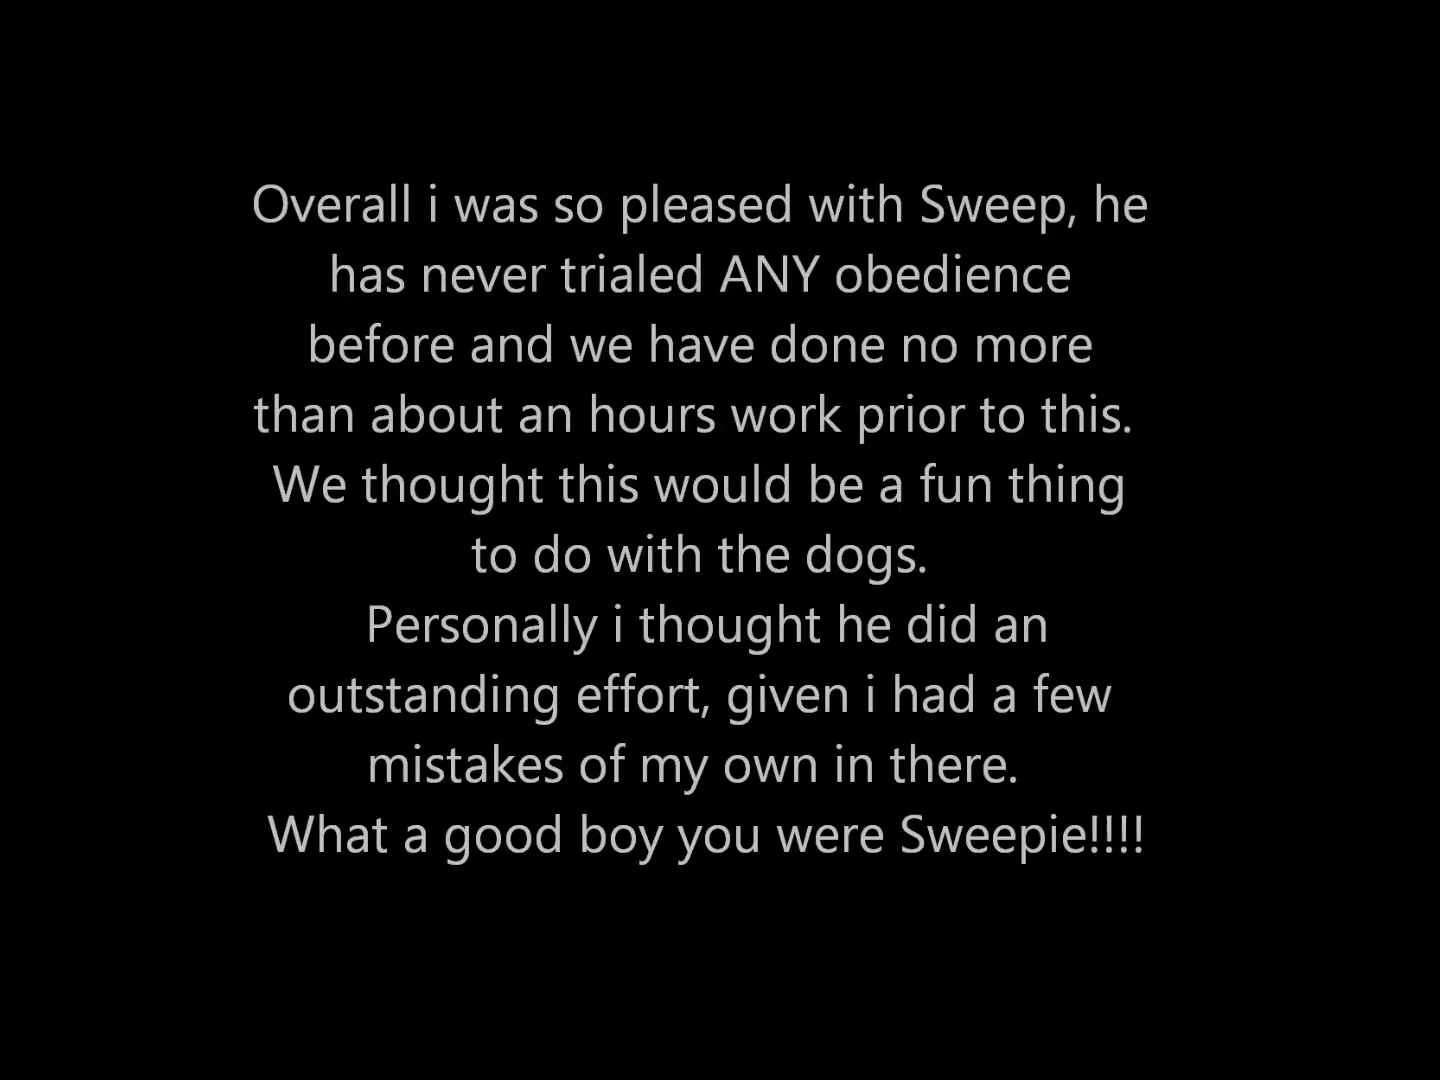 Overall i was so pleased with Sweep, he
has never trialed ANY obedience
before and we have done no more
than about an hours work prior to this.
We thought this would be a fun thing
to do with the dogs.
Personally i thought he did an
outstanding effort, given i had a few
mistakes of my own in there.
What a good boy you were Sweepie!!!!